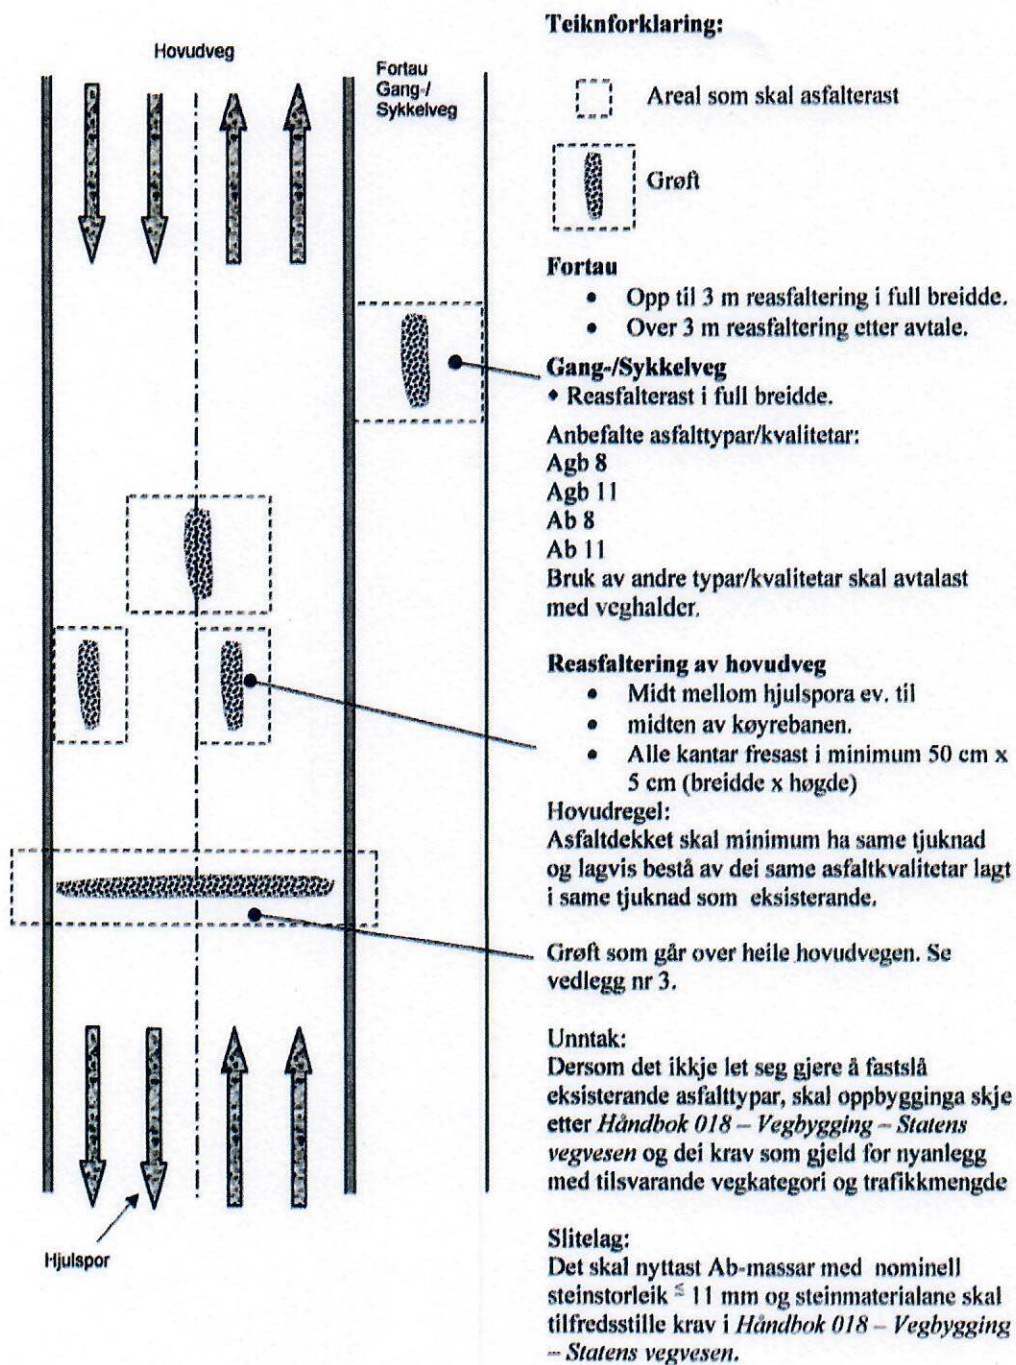 Teiknforklaring:
Hovudveg
Fortau
Gang-/
Sykkelveg
Areal som skal asfalterast
Grøft
Fortau
• Opp til 3 m reasfaltering i full breidde.
• Over 3 m reasfaltering etter avtale.
Gang-/Sykkelveg
♦ Reasfalterast i full breidde.
Anbefalte asfalttypar/kvalitetar:
Agb 8
Agb 11
Ab 8
Ab 11
Bruk av andre typar/kvalitetar skal avtalast
med veghalder.
Reasfaltering av hovudveg
• Midt mellom hjulspora ev. til
• midten av køyrebanen.
• Alle kantar fresast i minimum 50 cm x
5 cm (breidde x høgde)
Hovudregel:
Asfaltdekket skal minimum ha same tjuknad
og lagvis bestå av dei same asfaltkvalitetar lagt
i same tjuknad som eksisterande.
Grøft som går over heile hovudvegen. Se
vedlegg nr 3.
Unntak:
Dersom det ikkje let seg gjere å fastslå
eksisterande asfalttypar, skal oppbygginga skje
etter Håndbok 018 – Vegbygging – Statens
vegvesen og dei krav som gjeld for nyanlegg
med tilsvarande vegkategori og trafikkmengde
Hjulspor
Slitelag:
Det skal nyttast Ab-massar med nominell
steinstorleik ≤ 11 mm og steinmaterialane skal
tilfredsstille krav i Håndbok 018 – Vegbygging
– Statens vegvesen.